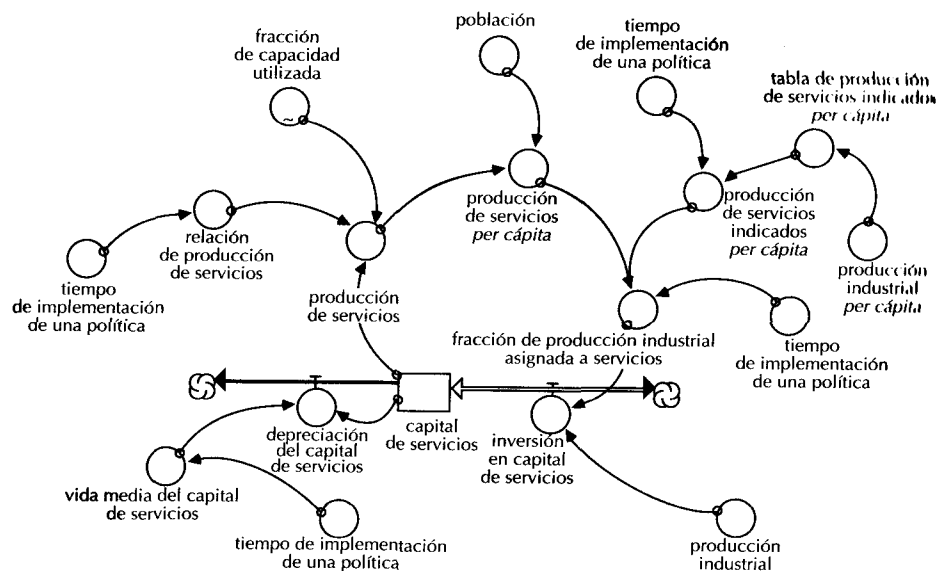 fracción
de capacidad
utilizada
población
tiempo
de implementación
de una política
tabla de producción
de servicios indicados
per cápita
relación
de producción
de servicios
producción
de servicios
per cápita
producción
de servicios
indicados
per cápita
tiempo
de implementación
de una política
producción
de servicios
producción
industrial
per cápita
fracción de producción industrial
asignada a servicios
tiempo
de implementación
de una política
depreciación
del capital
de servicios
capital
de servicios
inversión
en capital
de servicios
vida media del capital
de servicios
tiempo de implementación
de una política
producción
industrial